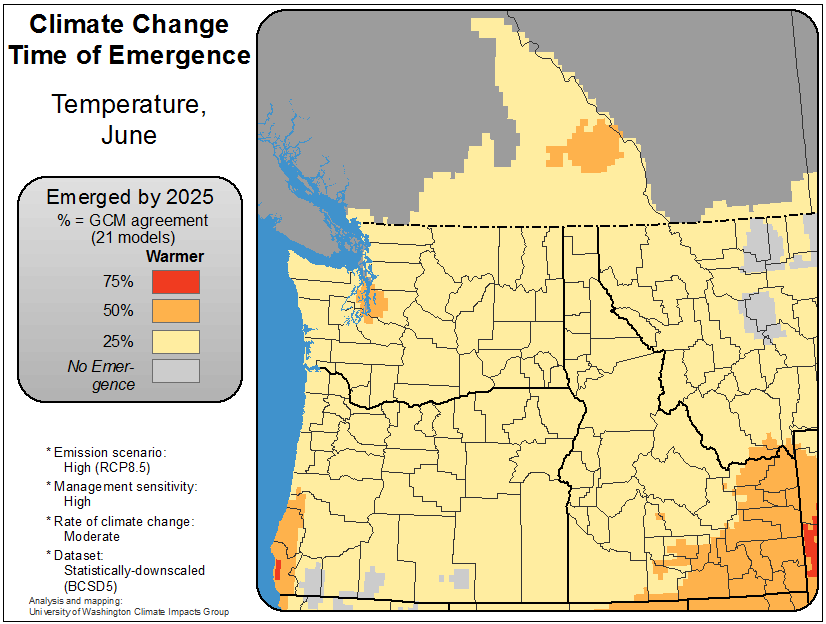 Climate Change
Time of Emergence
Temperature,
June
Emerged by 2025
% = GCM agreement
(21 models)
Warmer
75%
50%
25%
No Emer-
gence
* Emission scenario:
High (RCP8.5)
* Management sensitivity:
High
* Rate of climate change:
Moderate
* Dataset:
Statistically-downscaled
(BCSD5)
Analysis and mapping:
University of Washington Climate Impacts Group